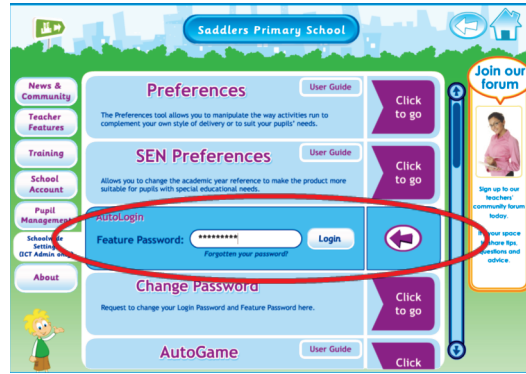 Saddlers Primary School
News &
Community
Teacher
Features
Training
School
Account
Pupil
Management
Schoolwide
Settings
(ICT Admin only)
About
Preferences
User Guide
The Preferences tool allows you to manipulate the way activities run to
complement your own style of delivery or to suit your pupils' needs.
Click
to go
SEN Preferences
User Guide
Allows you to change the academic year reference to make the product more
suitable for pupils with special educational needs.
Click
to go
AutoLogin
Feature Password:
*********
Login
Forgotten your password?
Change Password
Request to change your Login Password and Feature Password here.
Click
to go
AutoGame
User Guide
Click
Join our
forum
Sign up to our
teachers'
community forum
today.
your space
to share tips,
questions and
advice.